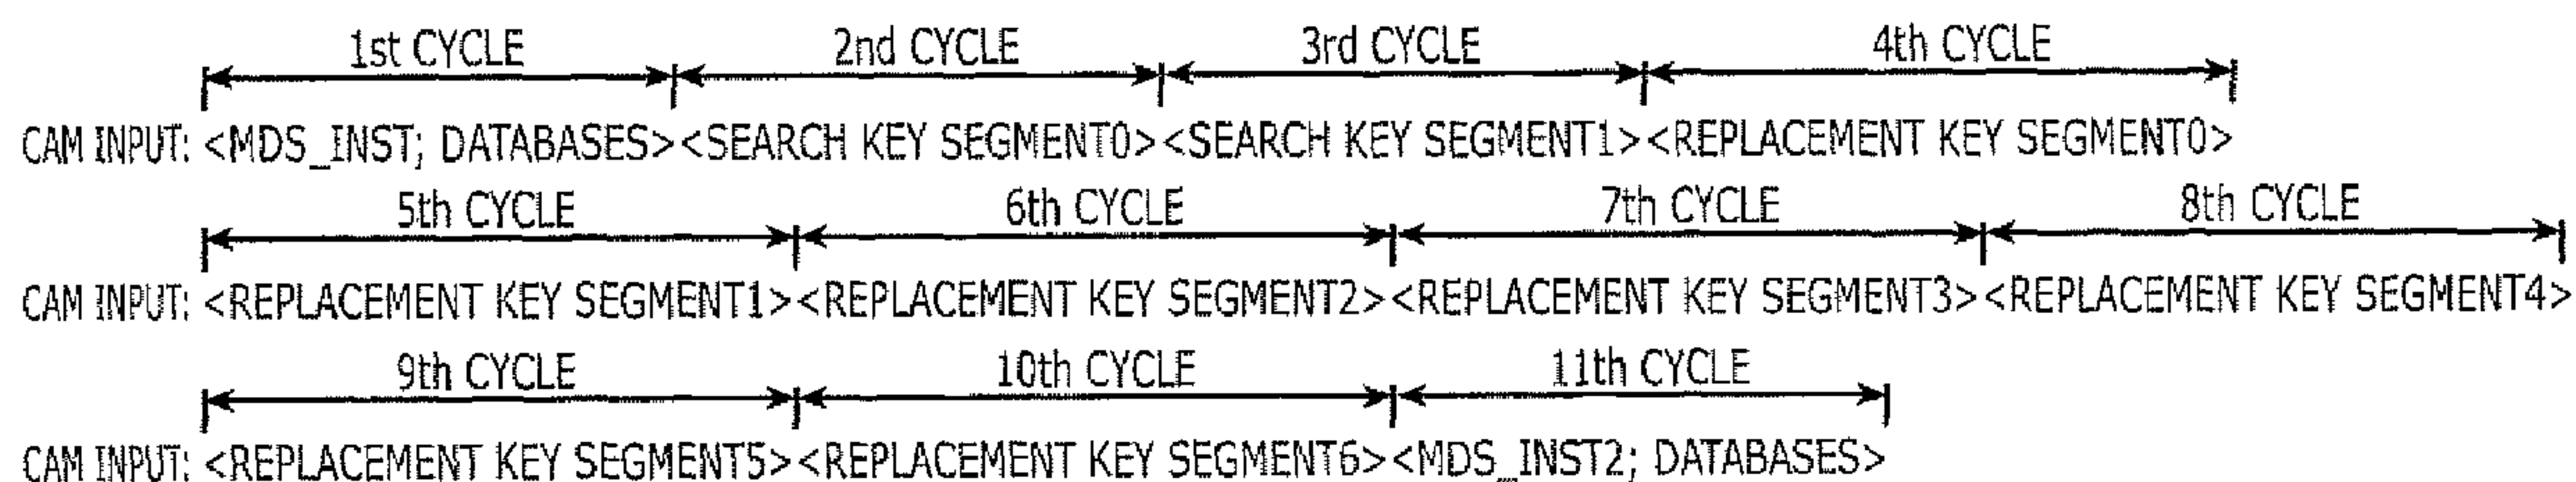 1st CYCLE 2nd CYCLE 3rd CYCLE 4th CYCLE
CAM INPUT: <MDS_INST; DATABASES><SEARCH KEY SEGMENT0><SEARCH KEY SEGMENT1><REPLACEMENT KEY SEGMENT0>
5th CYCLE 6th CYCLE 7th CYCLE 8th CYCLE
CAM INPUT: <REPLACEMENT KEY SEGMENT1><REPLACEMENT KEY SEGMENT2><REPLACEMENT KEY SEGMENT3><REPLACEMENT KEY SEGMENT4>
9th CYCLE 10th CYCLE 11th CYCLE
CAM INPUT: <REPLACEMENT KEY SEGMENT5><REPLACEMENT KEY SEGMENT6><MDS_INST2; DATABASES>